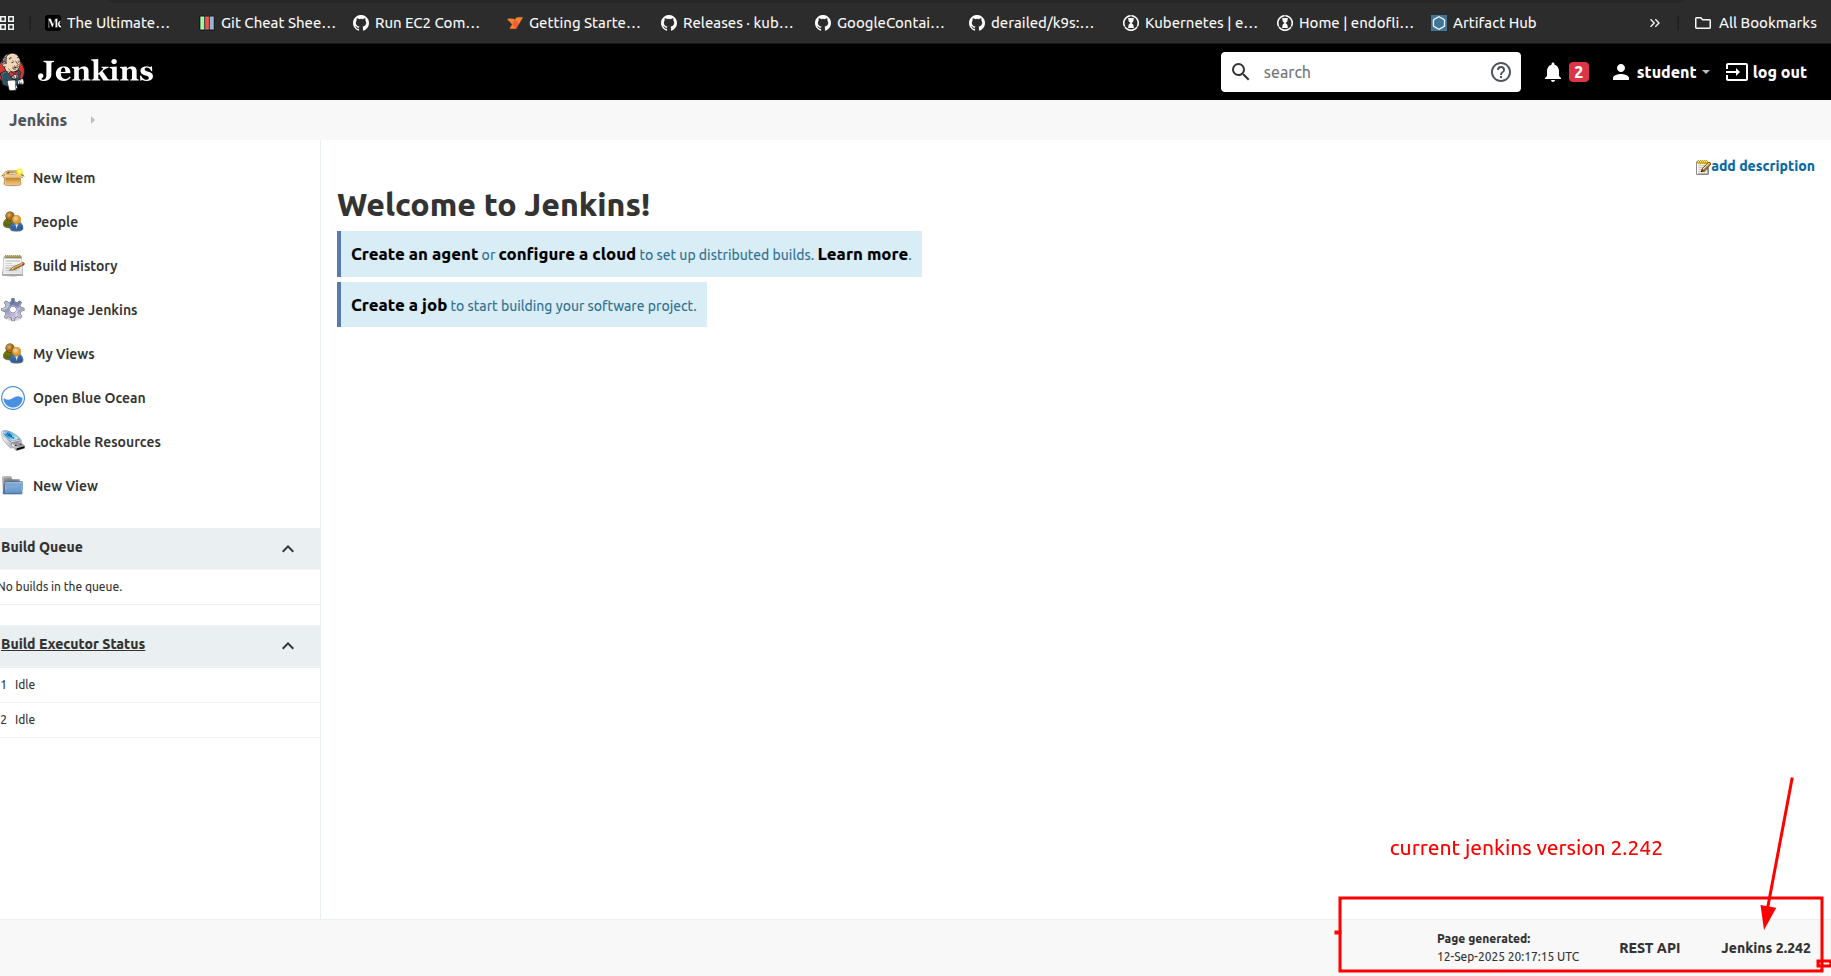 The Ultimate... Git Cheat Shee... Run EC2 Com... Getting Starte... Releases · kub... GoogleContai... derailed/k9s:... Kubernetes | e... Home | endofli... Artifact Hub » All Bookmarks
Jenkins search 2 student log out
Jenkins
add description
New Item
People
Build History
Manage Jenkins
My Views
Open Blue Ocean
Lockable Resources
New View
Welcome to Jenkins!
Create an agent or configure a cloud to set up distributed builds. Learn more.
Create a job to start building your software project.
Build Queue
No builds in the queue.
Build Executor Status
1 Idle
2 Idle
current jenkins version 2.242
Page generated:
12-Sep-2025 20:17:15 UTC
REST API
Jenkins 2.242